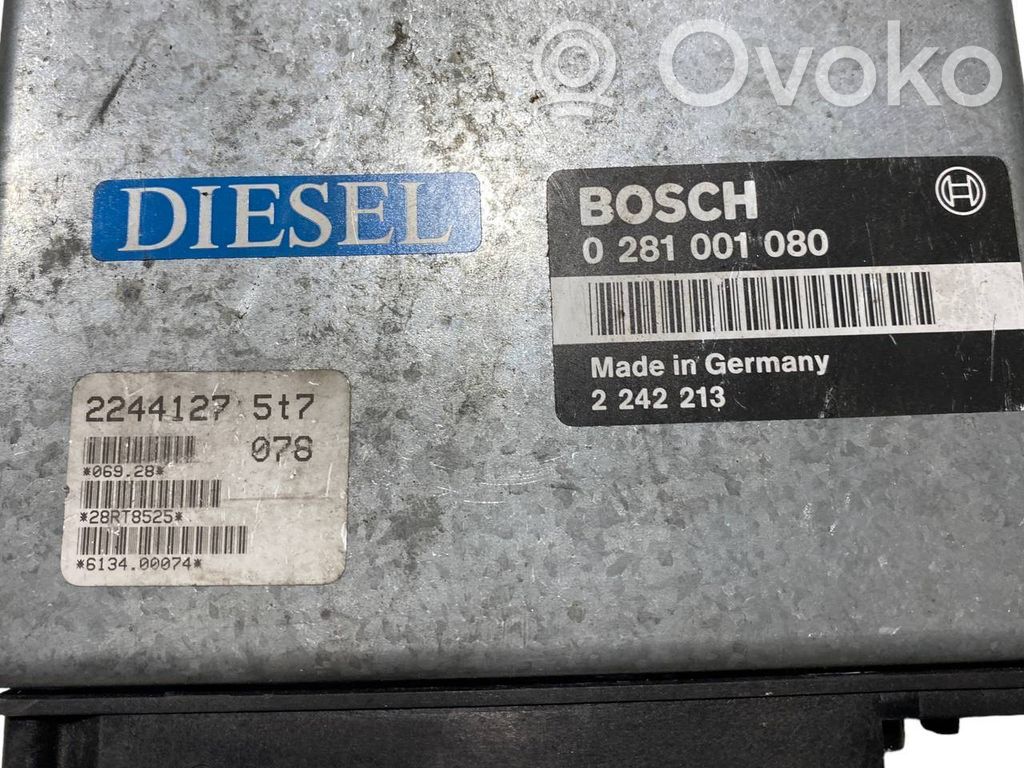 Ovoko
DIESEL
BOSCH
0 281 001 080
Made in Germany
2 242 213
2244127 5t7
078
*069.28*
*28RT8525*
*6134.00074*